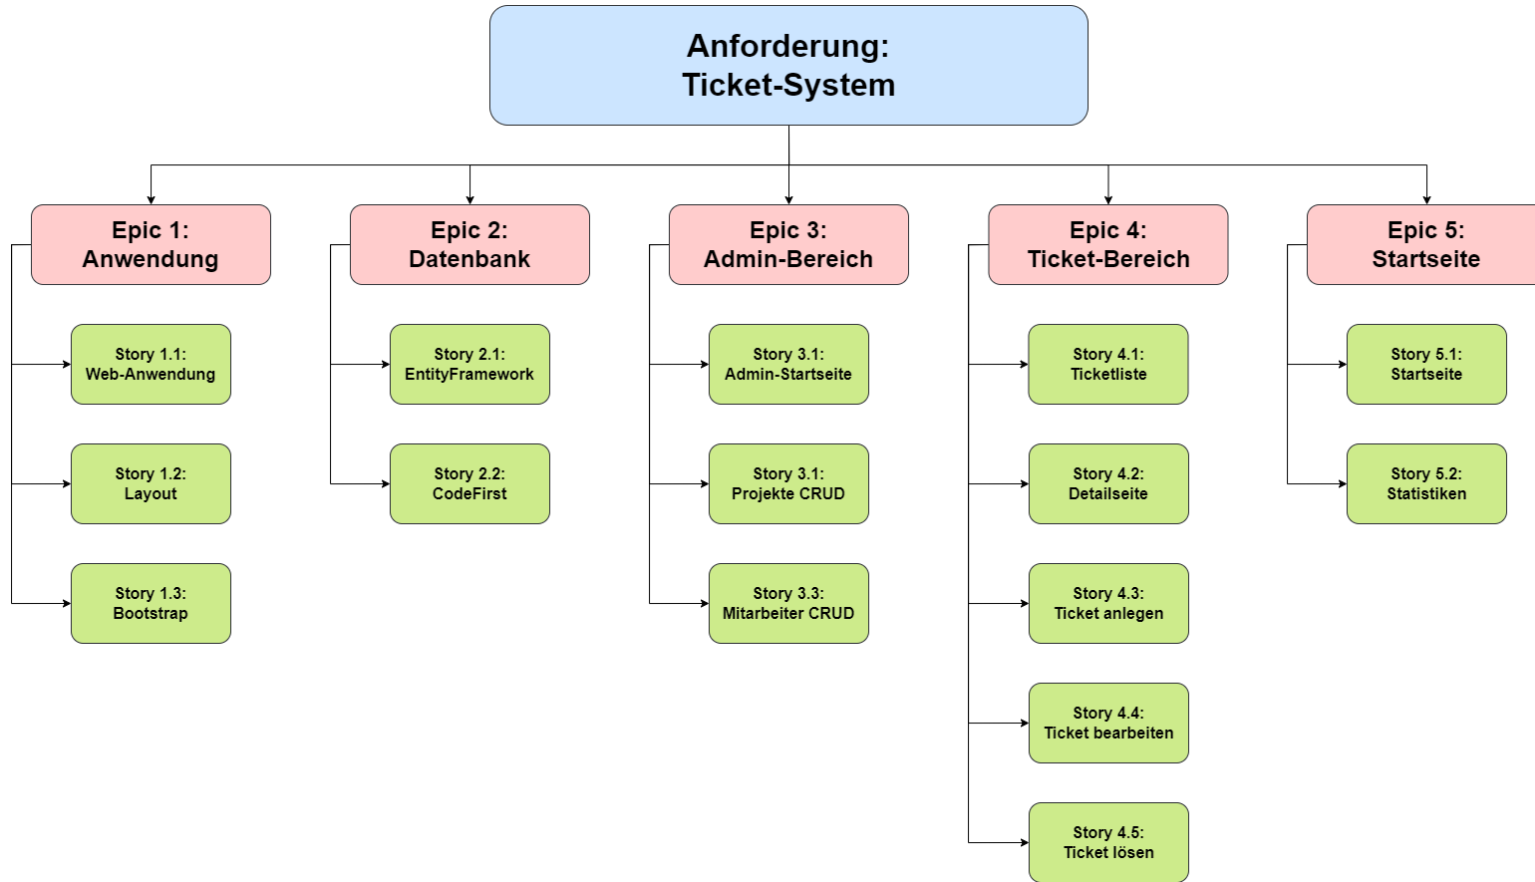 Anforderung:
Ticket-System
Epic 1:
Anwendung
Epic 2:
Datenbank
Epic 3:
Admin-Bereich
Epic 4:
Ticket-Bereich
Epic 5:
Startseite
Story 1.1:
Web-Anwendung
Story 2.1:
EntityFramework
Story 3.1:
Admin-Startseite
Story 4.1:
Ticketliste
Story 5.1:
Startseite
Story 1.2:
Layout
Story 2.2:
CodeFirst
Story 3.1:
Projekte CRUD
Story 4.2:
Detailseite
Story 5.2:
Statistiken
Story 1.3:
Bootstrap
Story 3.3:
Mitarbeiter CRUD
Story 4.3:
Ticket anlegen
Story 4.4:
Ticket bearbeiten
Story 4.5:
Ticket lösen